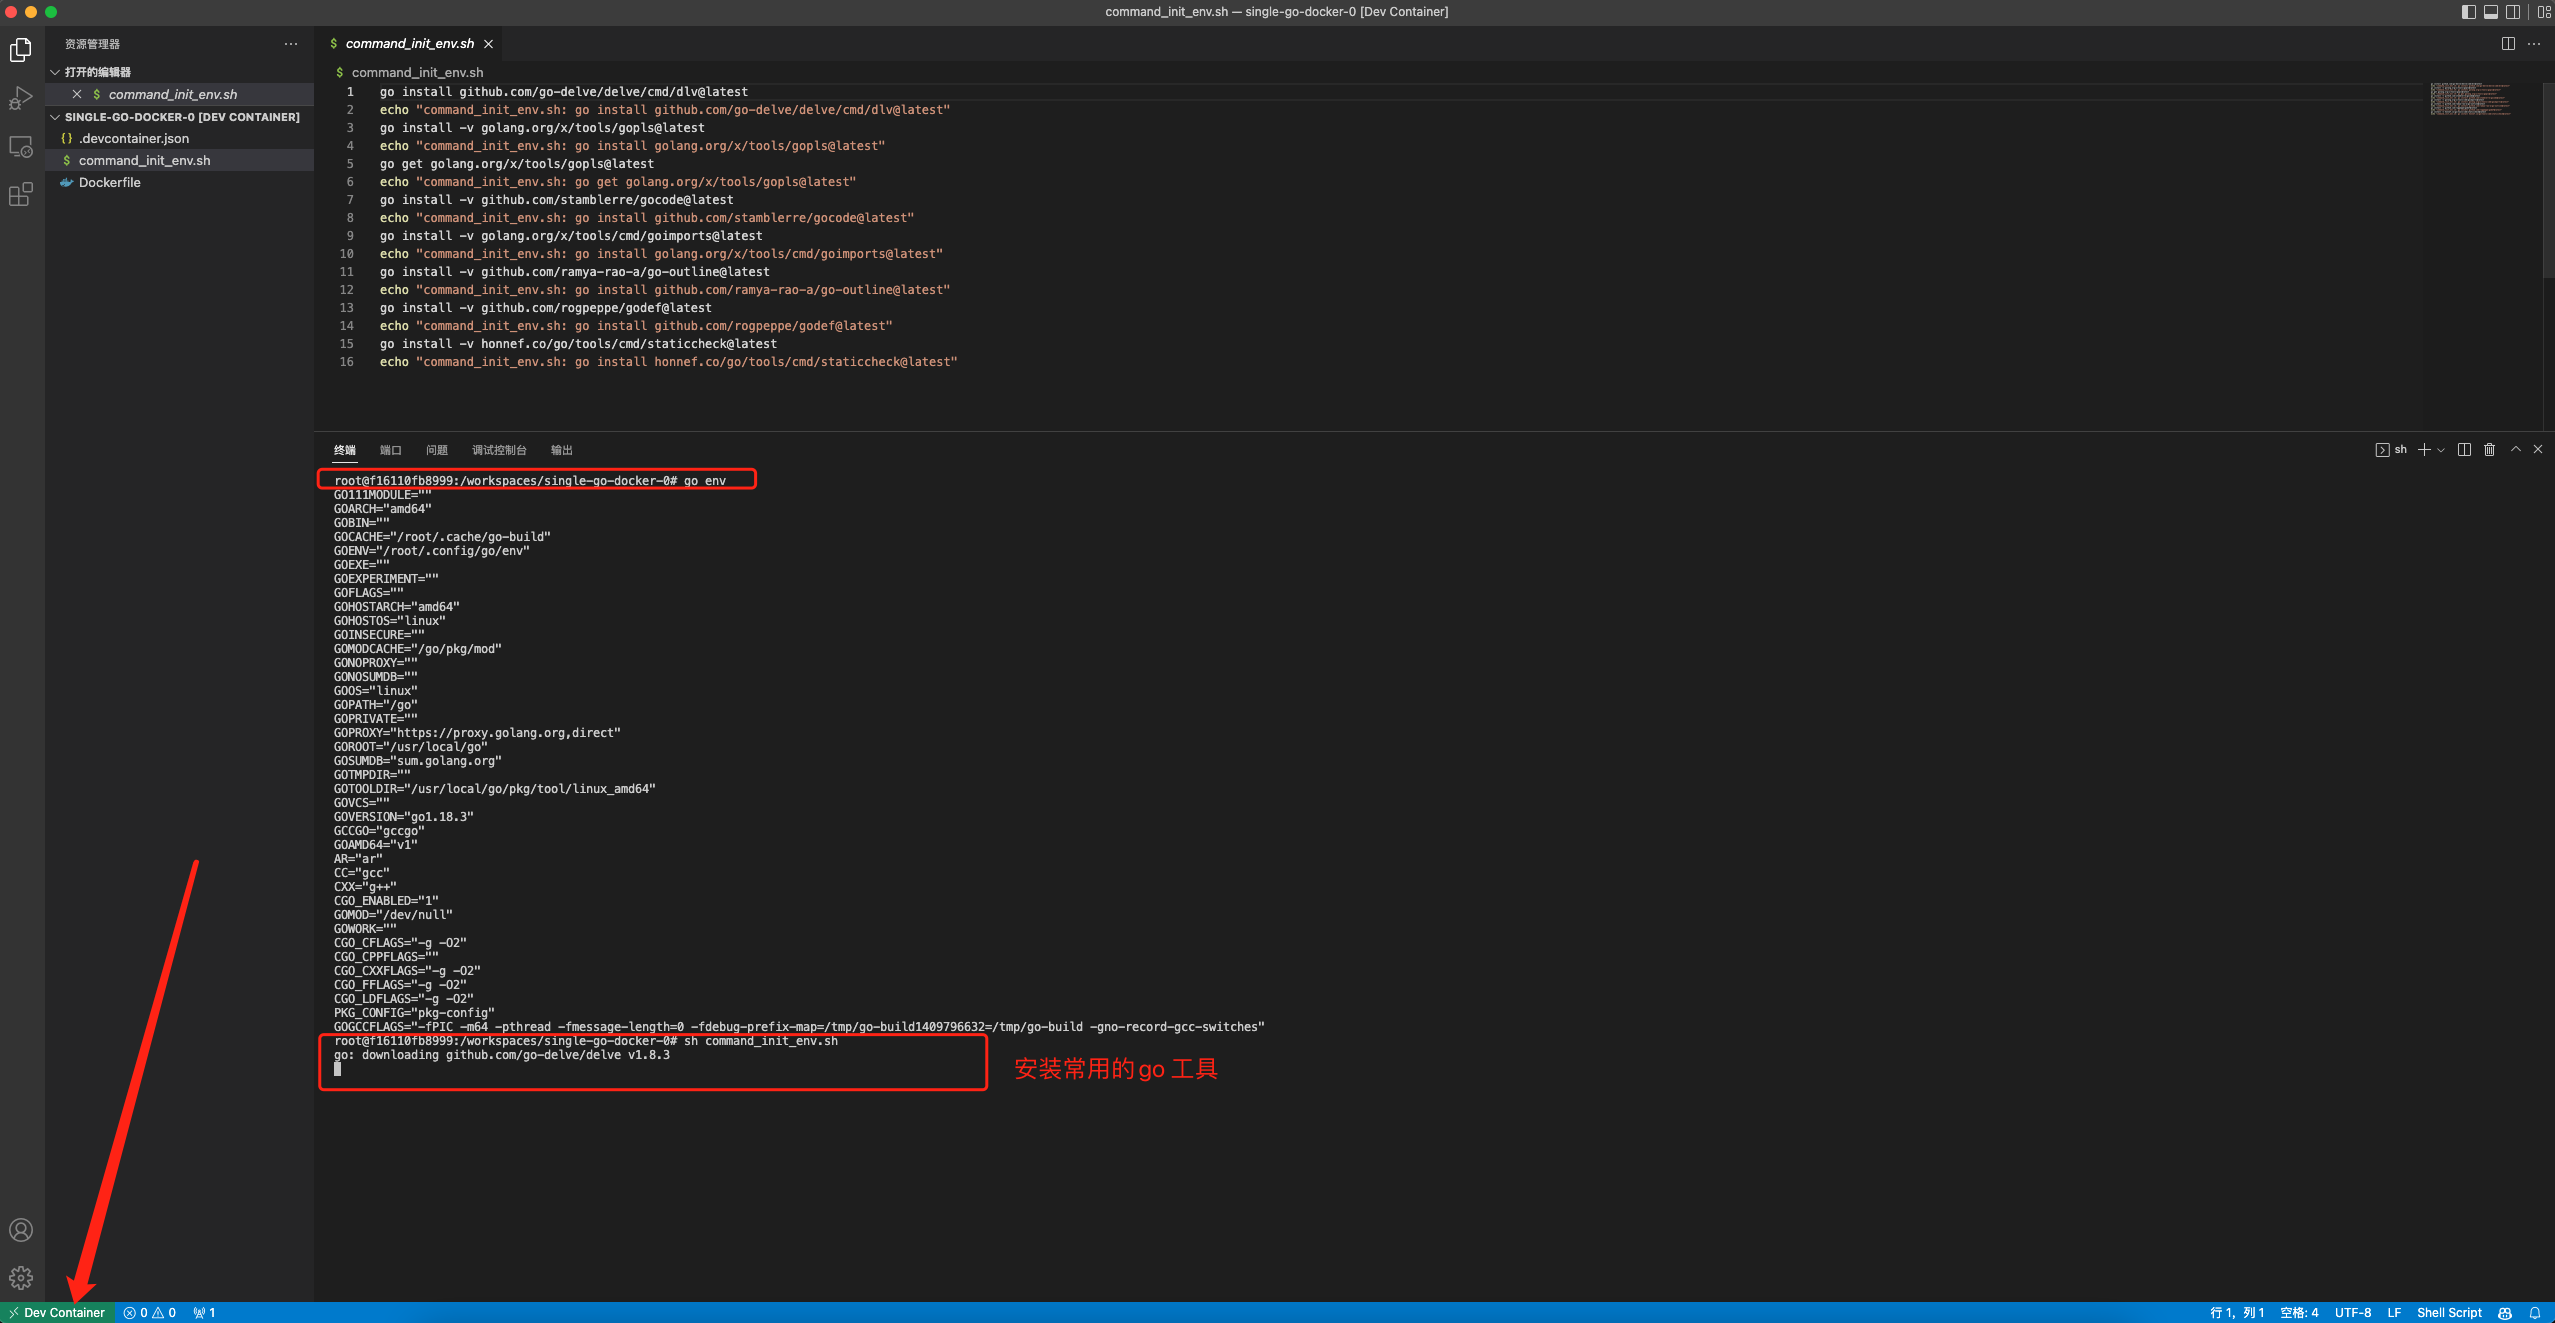 command_init_env.sh — single-go-docker-0 [Dev Container]
资源管理器
打开的编辑器
$ command_init_env.sh
SINGLE-GO-DOCKER-0 [DEV CONTAINER]
{} .devcontainer.json
$ command_init_env.sh
Dockerfile
$ command_init_env.sh
$ command_init_env.sh
1 go install github.com/go-delve/delve/cmd/dlv@latest
2 echo "command_init_env.sh: go install github.com/go-delve/delve/cmd/dlv@latest"
3 go install -v golang.org/x/tools/gopls@latest
4 echo "command_init_env.sh: go install golang.org/x/tools/gopls@latest"
5 go get golang.org/x/tools/gopls@latest
6 echo "command_init_env.sh: go get golang.org/x/tools/gopls@latest"
7 go install -v github.com/stamblerre/gocode@latest
8 echo "command_init_env.sh: go install github.com/stamblerre/gocode@latest"
9 go install -v golang.org/x/tools/cmd/goimports@latest
10 echo "command_init_env.sh: go install golang.org/x/tools/cmd/goimports@latest"
11 go install -v github.com/ramya-rao-a/go-outline@latest
12 echo "command_init_env.sh: go install github.com/ramya-rao-a/go-outline@latest"
13 go install -v github.com/rogpeppe/godef@latest
14 echo "command_init_env.sh: go install github.com/rogpeppe/godef@latest"
15 go install -v honnef.co/go/tools/cmd/staticcheck@latest
16 echo "command_init_env.sh: go install honnef.co/go/tools/cmd/staticcheck@latest"
终端 端口 问题 调试控制台 输出
sh
root@f16110fb8999:/workspaces/single-go-docker-0# go env
GO111MODULE=""
GOARCH="amd64"
GOBIN=""
GOCACHE="/root/.cache/go-build"
GOENV="/root/.config/go/env"
GOEXE=""
GOEXPERIMENT=""
GOFLAGS=""
GOHOSTARCH="amd64"
GOHOSTOS="linux"
GOINSECURE=""
GOMODCACHE="/go/pkg/mod"
GONOPROXY=""
GONOSUMDB=""
GOOS="linux"
GOPATH="/go"
GOPRIVATE=""
GOPROXY="https://proxy.golang.org,direct"
GOROOT="/usr/local/go"
GOSUMDB="sum.golang.org"
GOTMPDIR=""
GOTOOLDIR="/usr/local/go/pkg/tool/linux_amd64"
GOVCS=""
GOVERSION="go1.18.3"
GCCGO="gccgo"
GOAMD64="v1"
AR="ar"
CC="gcc"
CXX="g++"
CGO_ENABLED="1"
GOMOD="/dev/null"
GOWORK=""
CGO_CFLAGS="-g -O2"
CGO_CPPFLAGS=""
CGO_CXXFLAGS="-g -O2"
CGO_FFLAGS="-g -O2"
CGO_LDFLAGS="-g -O2"
PKG_CONFIG="pkg-config"
GOGCCFLAGS="-fPIC -m64 -pthread -fmessage-length=0 -fdebug-prefix-map=/tmp/go-build1409796632=/tmp/go-build -gno-record-gcc-switches"
root@f16110fb8999:/workspaces/single-go-docker-0# sh command_init_env.sh
go: downloading github.com/go-delve/delve v1.8.3
安装常用的go 工具
Dev Container 0 0 1
行 1，列 1 空格: 4 UTF-8 LF Shell Script